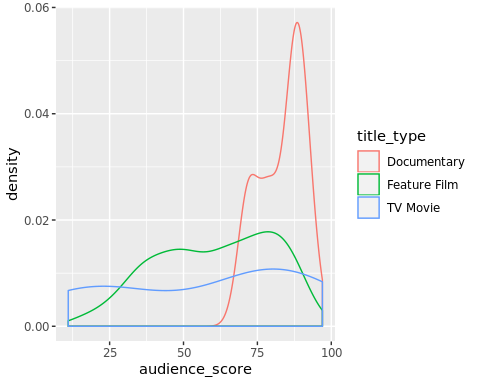 0.06
0.04
0.02
0.00
density
25
50
75
100
audience_score
title_type
Documentary
Feature Film
TV Movie